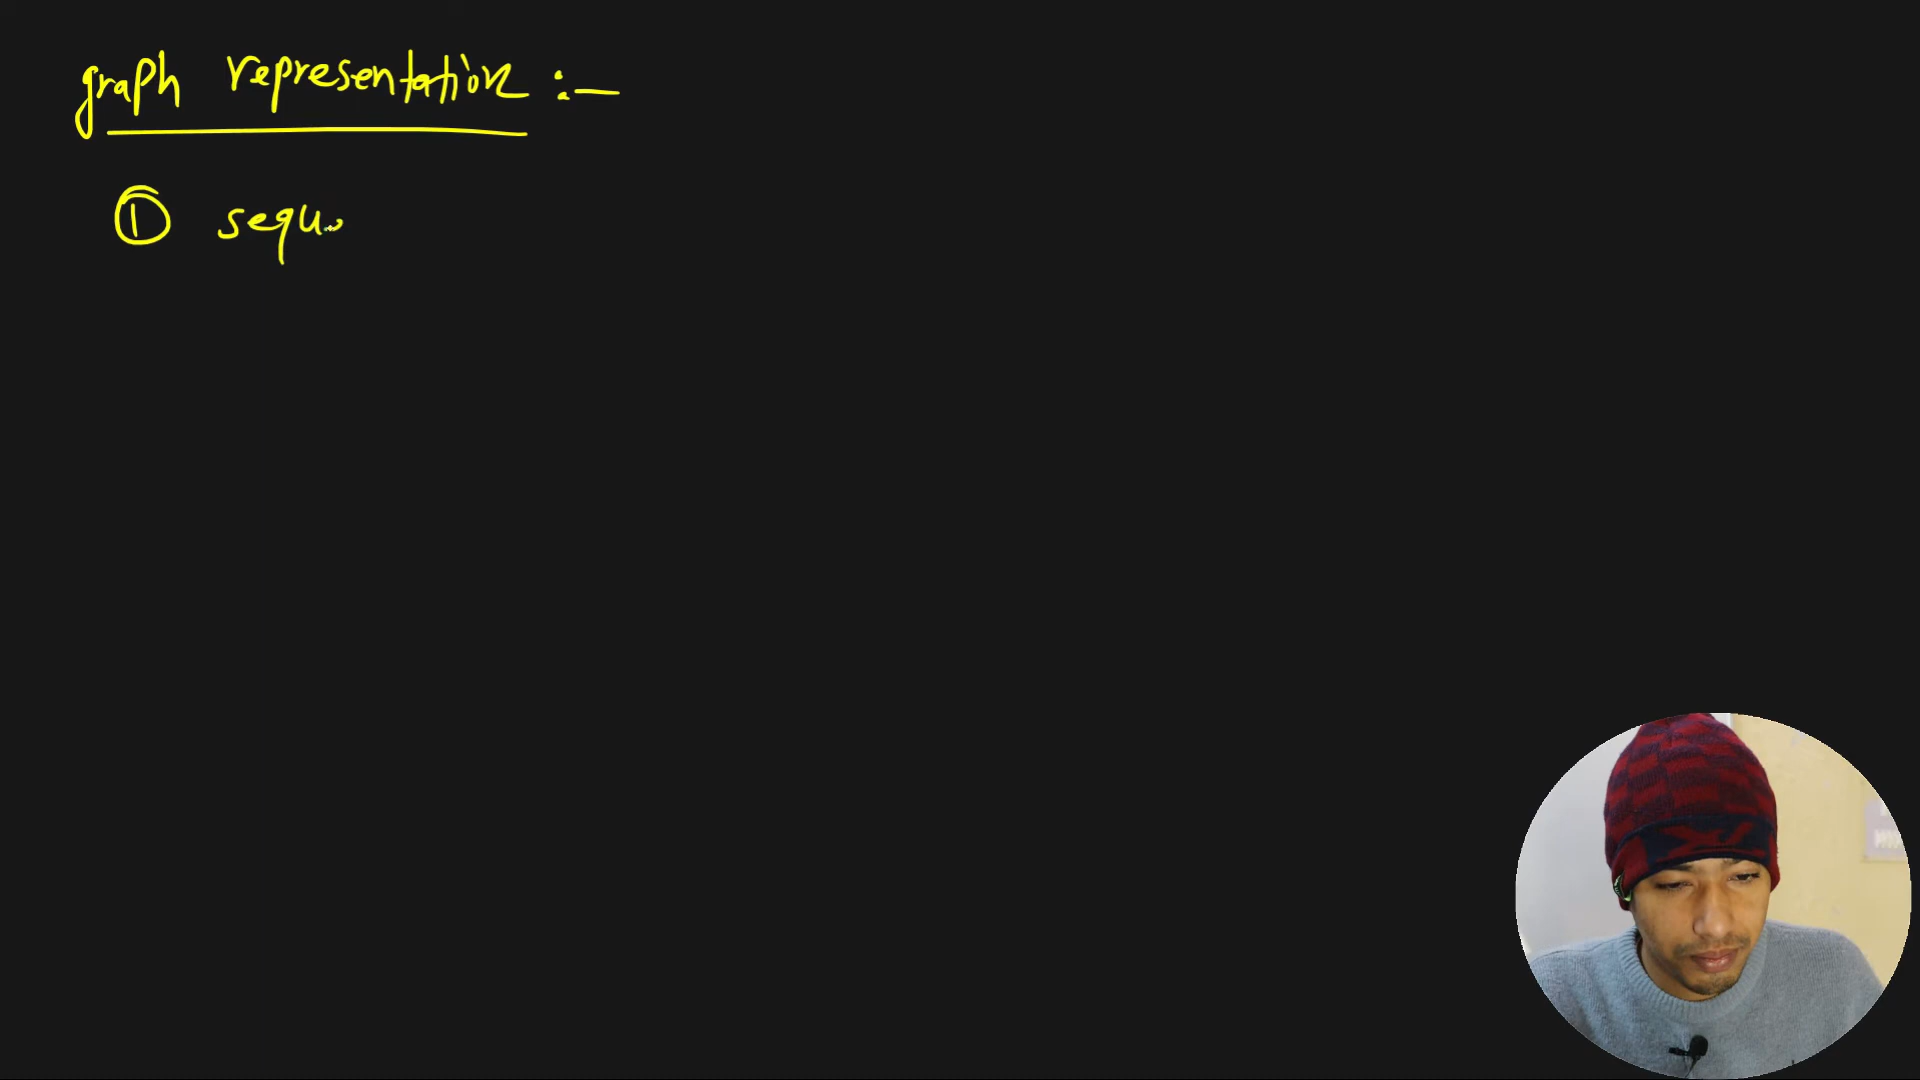 graph representation :—
① sequ